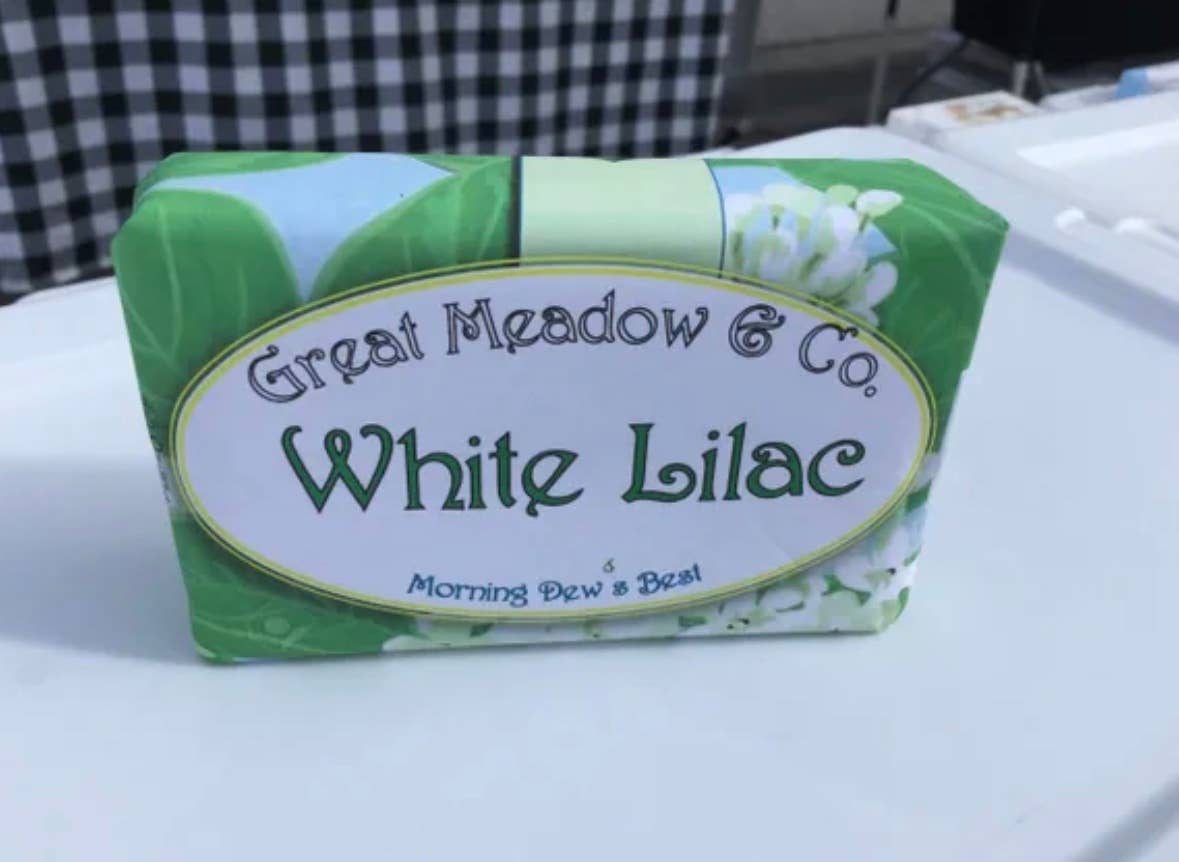 Great Meadow & Co.
White Lilac
Morning Dew's Best